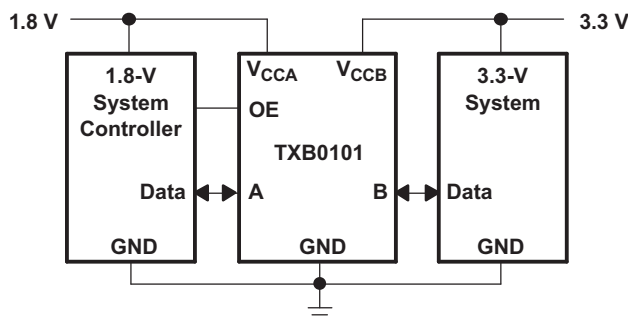 1.8 V
3.3 V
1.8-V
System
Controller
Data
GND
VCCA
VCCB
OE
TXB0101
A
B
GND
3.3-V
System
Data
GND